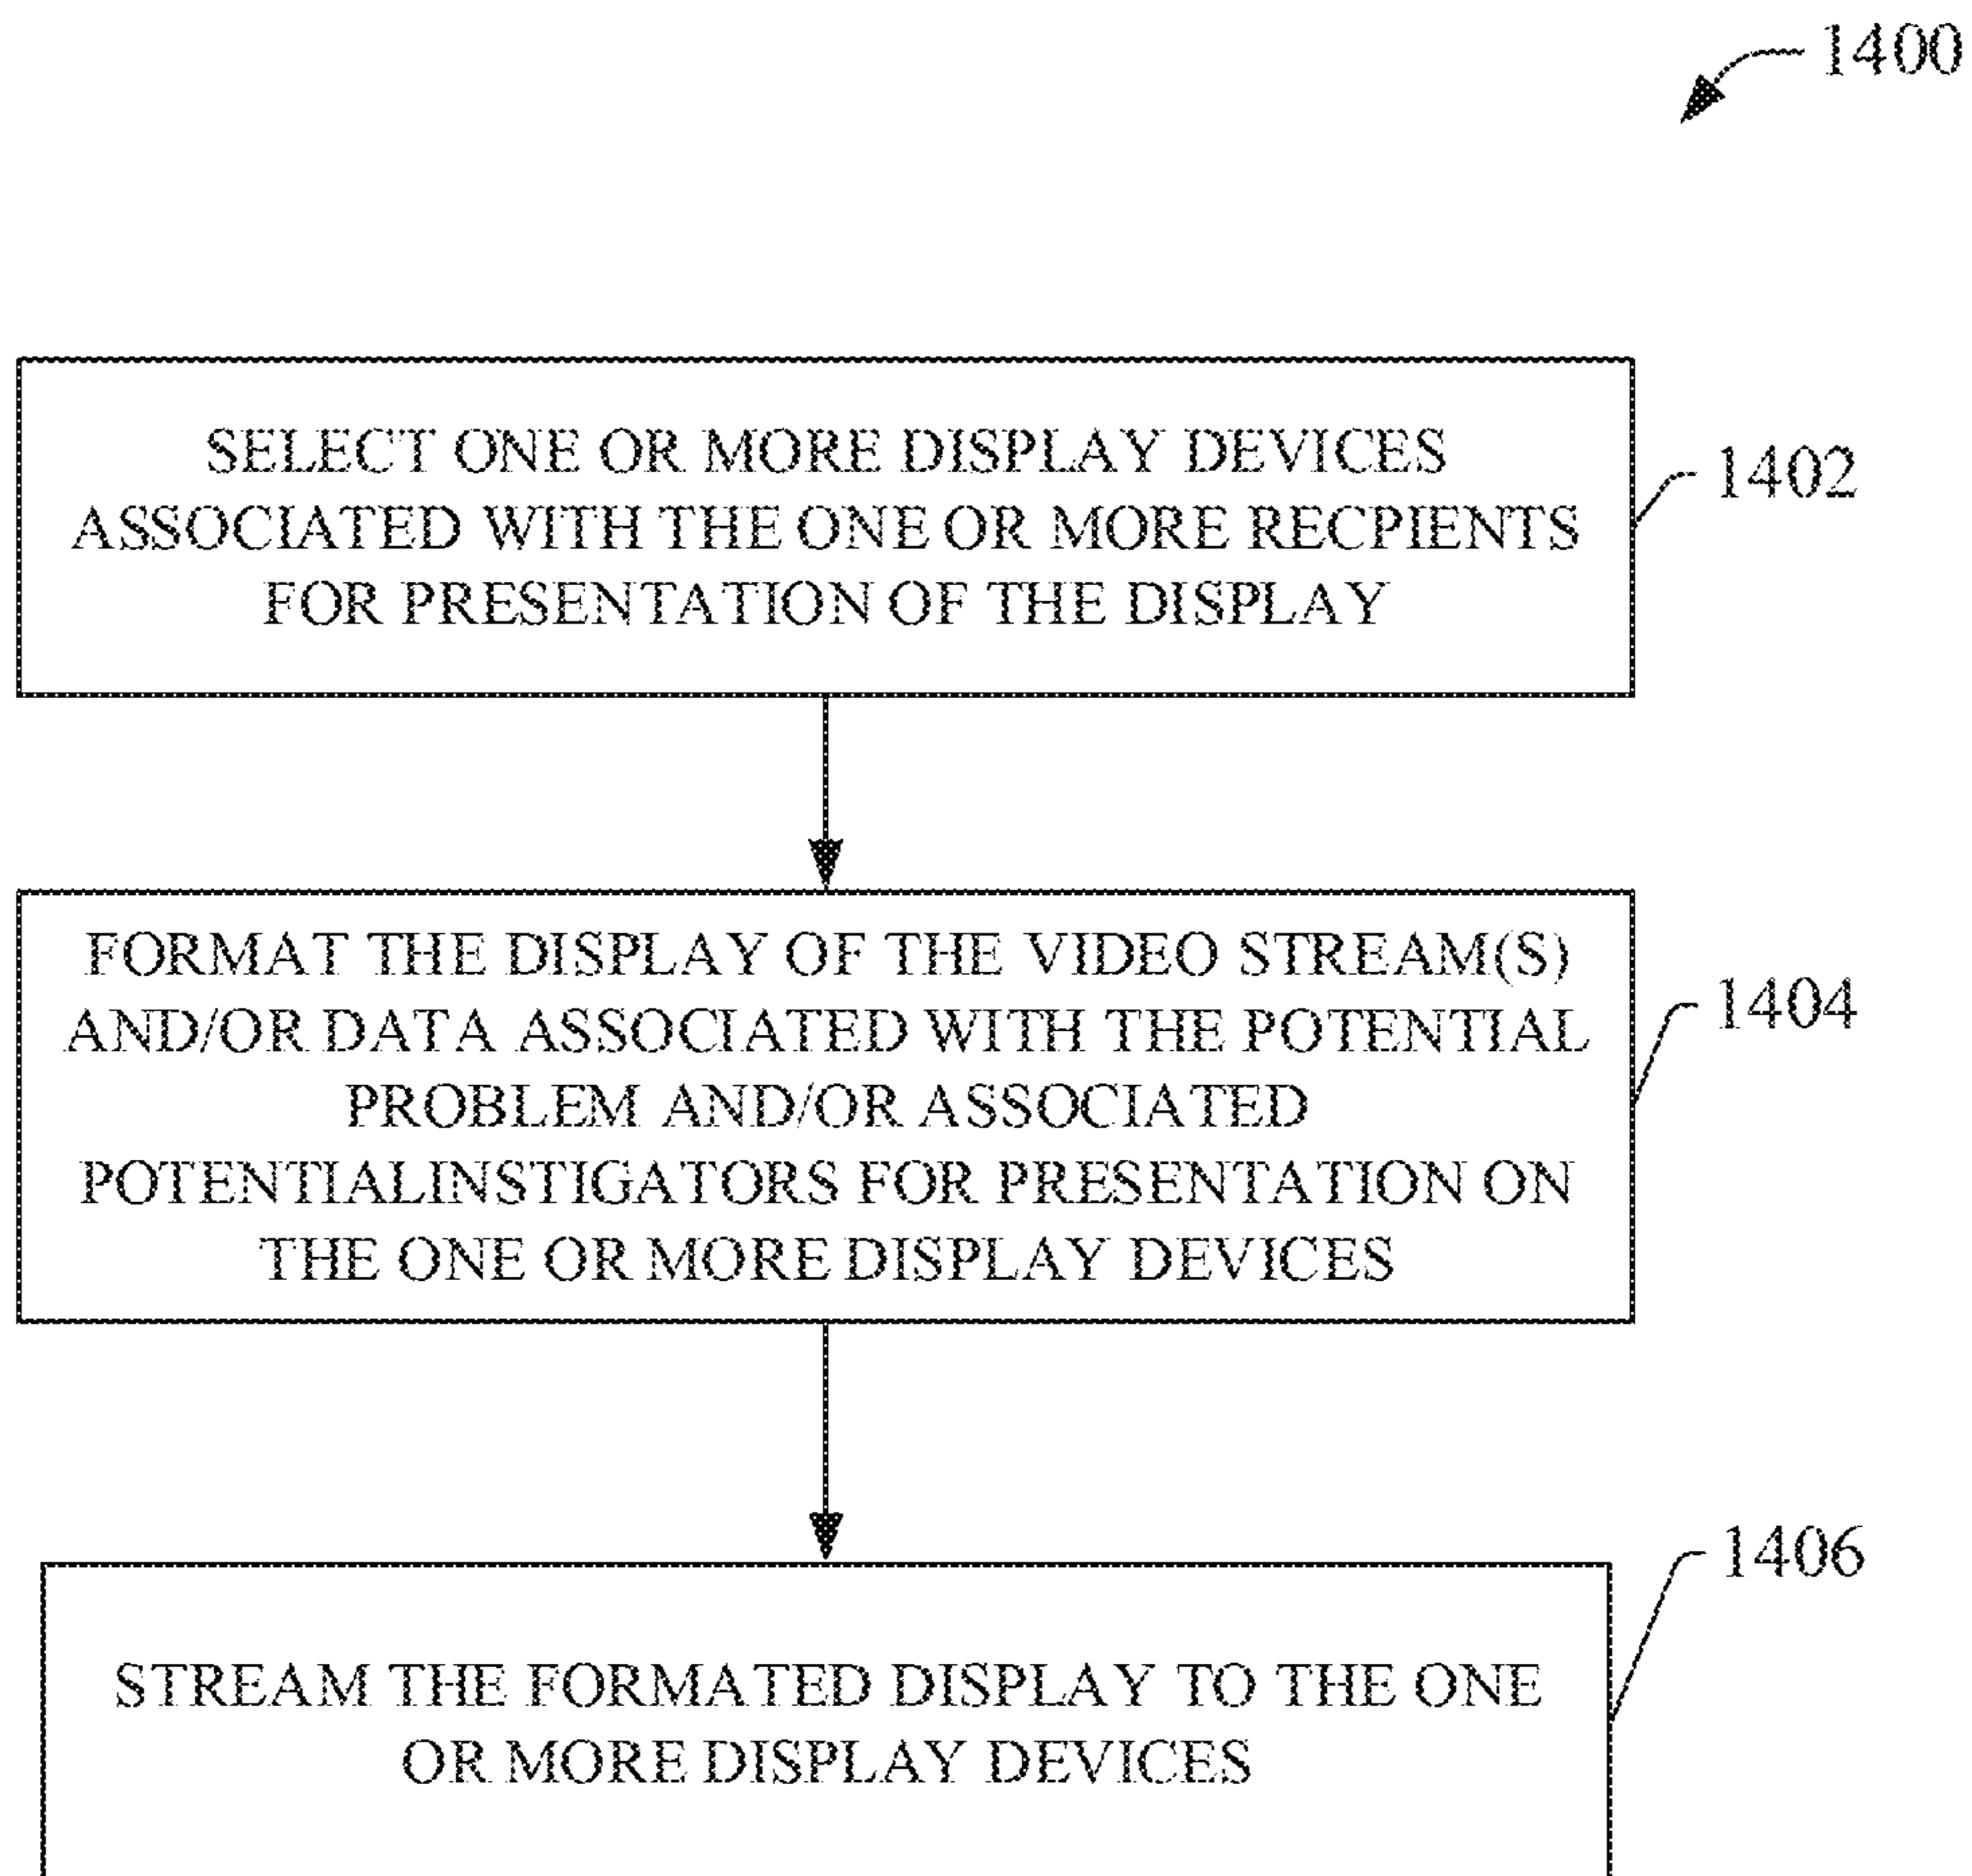 1400
SELECT ONE OR MORE DISPLAY DEVICES
ASSOCIATED WITH THE ONE OR MORE RECPIENTS
FOR PRESENTATION OF THE DISPLAY
1402
FORMAT THE DISPLAY OF THE VIDEO STREAM(S)
AND/OR DATA ASSOCIATED WITH THE POTENTIAL
PROBLEM AND/OR ASSOCIATED
POTENTIALINSTIGATORS FOR PRESENTATION ON
THE ONE OR MORE DISPLAY DEVICES
1404
STREAM THE FORMATED DISPLAY TO THE ONE
OR MORE DISPLAY DEVICES
1406